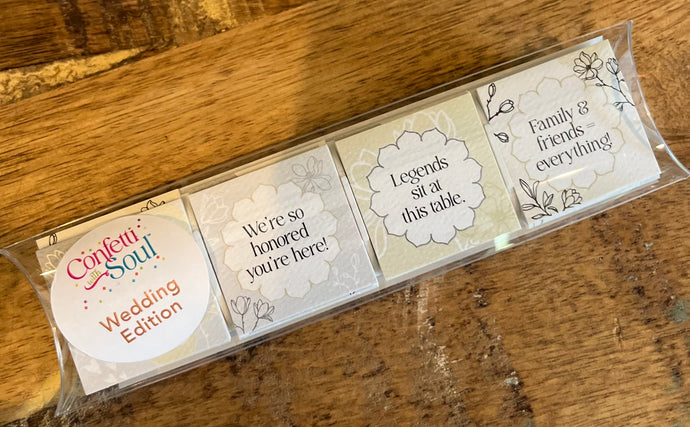 Confetti
with
Soul
Wedding
Edition
We're so
honored
you're here!
Legends
sit at
this table.
Family &
friends =
everything!